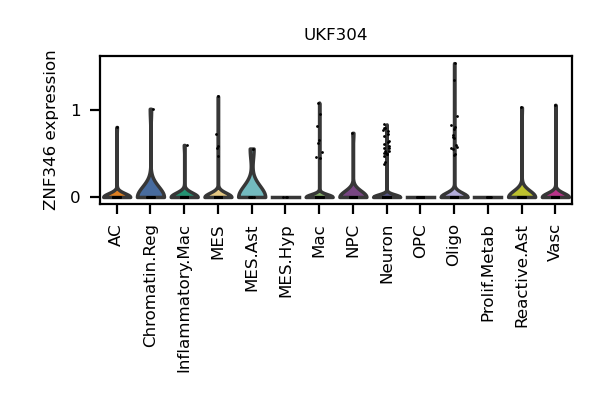 UKF304
ZNF346 expression
1
0
AC
Chromatin.Reg
Inflammatory.Mac
MES
MES.Ast
MES.Hyp
Mac
NPC
Neuron
OPC
Oligo
Prolif.Metab
Reactive.Ast
Vasc